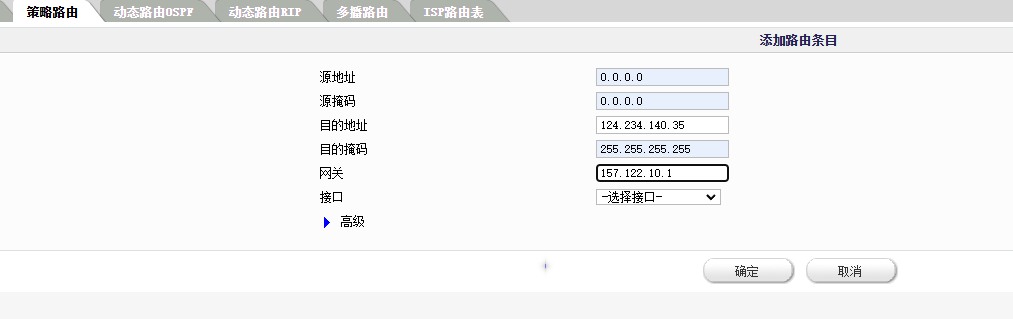 策略路由 动态路由OSPF 动态路由RIP 多播路由 ISP路由表
添加路由条目
源地址 0.0.0.0
源掩码 0.0.0.0
目的地址 124.234.140.35
目的掩码 255.255.255.255
网关 157.122.10.1
接口 -选择接口-
高级
确定 取消